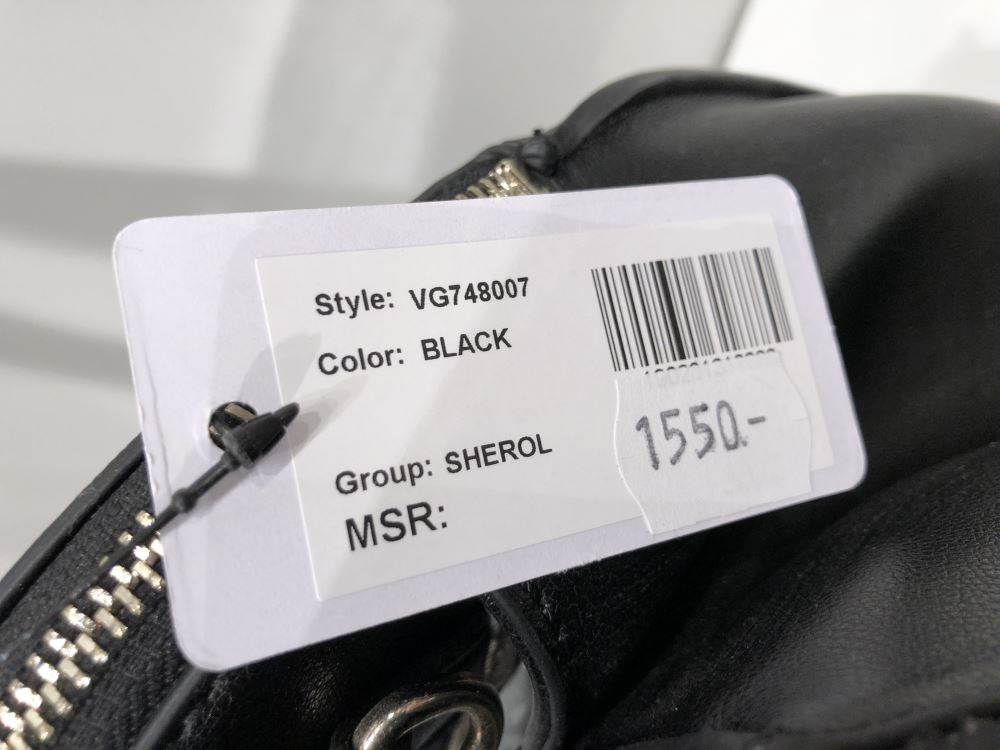 Style: VG748007
Color: BLACK
1550.-
Group: SHEROL
MSR: